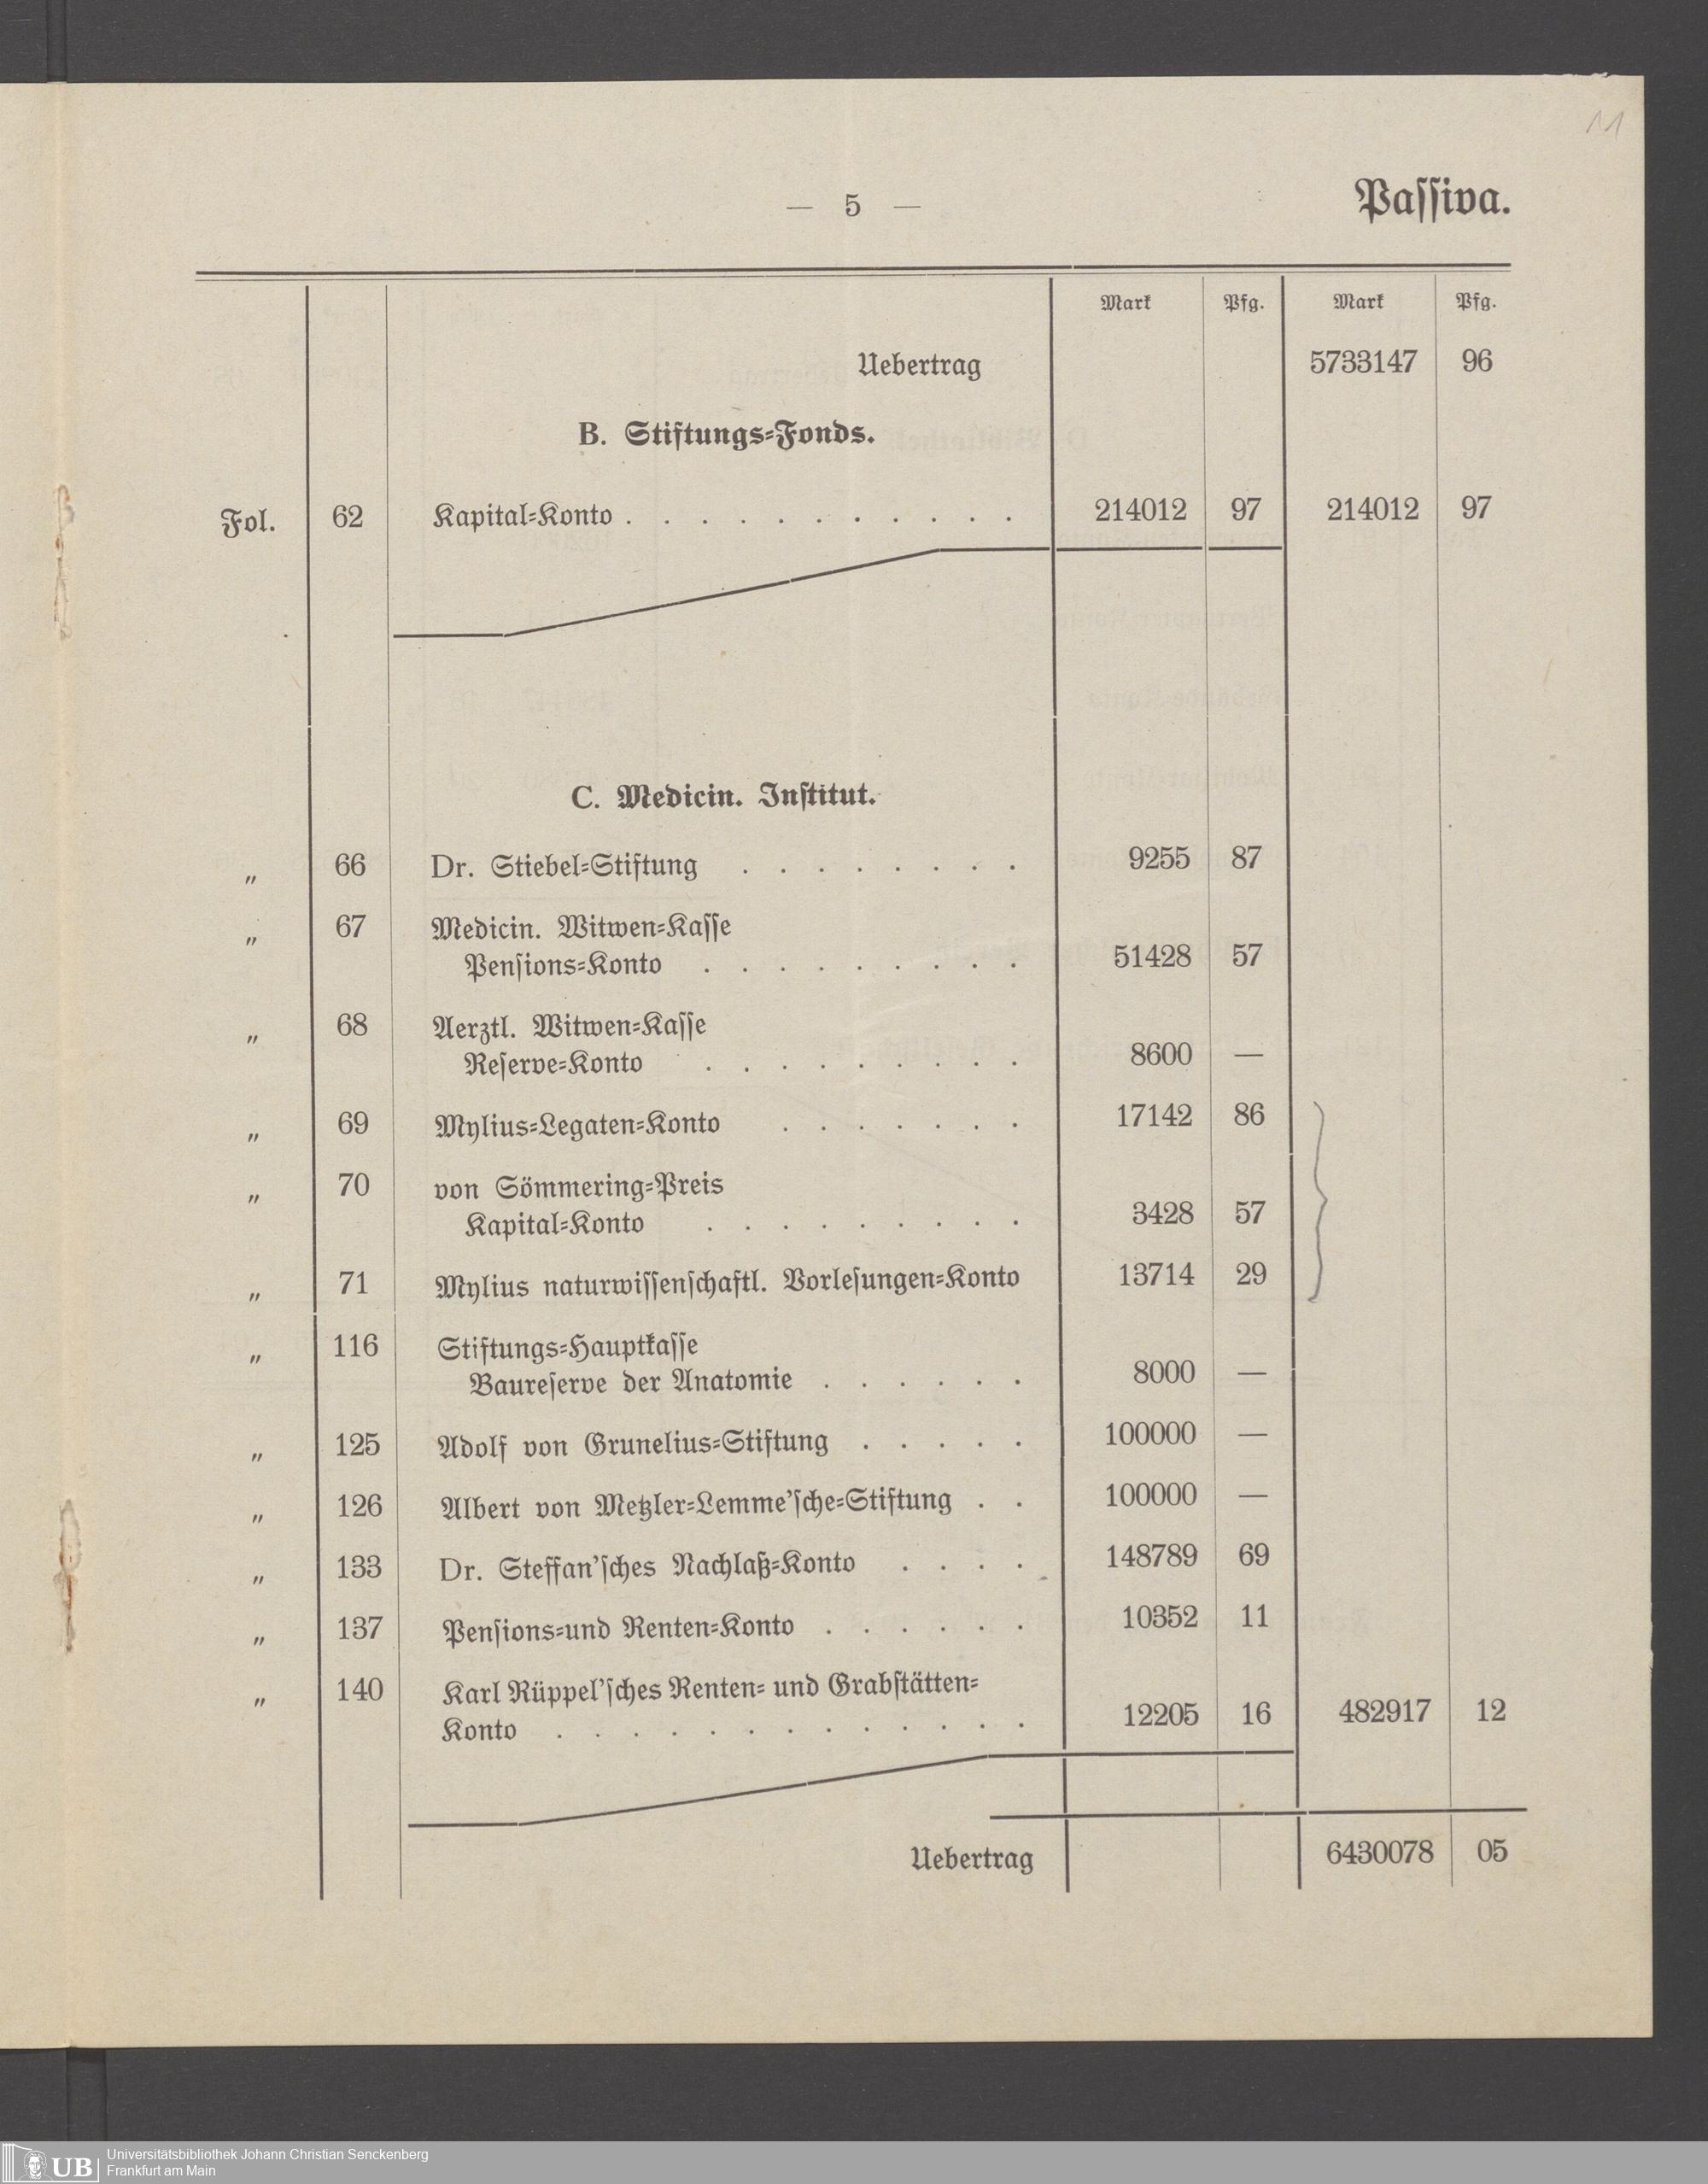 11
— 5 —
Passiva.
Mark Pfg. Mark Pfg.
Uebertrag 5733147 96
B. Stiftungs-Fonds.
Fol. 62 Kapital-Konto . . . . . . . . . . . 214012 97 214012 97
C. Medicin. Institut.
„ 66 Dr. Stiebel-Stiftung . . . . . . . . 9255 87
„ 67 Medicin. Witwen-Kasse
Pensions-Konto . . . . . . . . . 51428 57
„ 68 Aerztl. Witwen-Kasse
Reserve-Konto . . . . . . . . . 8600 —
„ 69 Mylius-Legaten-Konto . . . . . . . 17142 86
„ 70 von Sömmering-Preis
Kapital-Konto . . . . . . . . . 3428 57
„ 71 Mylius naturwissenschaftl. Vorlesungen-Konto 13714 29
„ 116 Stiftungs-Hauptkasse
Baureserve der Anatomie . . . . . . 8000 —
„ 125 Adolf von Grunelius-Stiftung . . . . . 100000 —
„ 126 Albert von Metzler-Lemme'sche-Stiftung . . 100000 —
„ 133 Dr. Steffan'sches Nachlaß-Konto . . . . 148789 69
„ 137 Pensions-und Renten-Konto . . . . . . 10352 11
„ 140 Karl Rüppel'sches Renten- und Grabstätten-
Konto . . . . . . . . . . . . . 12205 16 482917 12
Uebertrag 6430078 05
UB Universitätsbibliothek Johann Christian Senckenberg
Frankfurt am Main